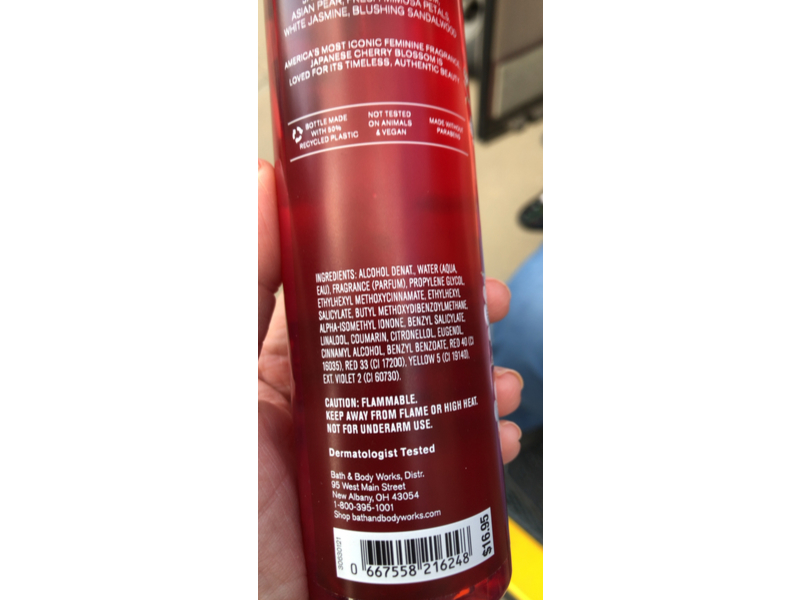 ASIAN PEAR, FRESH MIMOSA PETALS,
WHITE JASMINE, BLUSHING SANDALWOOD
AMERICA'S MOST ICONIC FEMININE FRAGRANCE,
JAPANESE CHERRY BLOSSOM IS
LOVED FOR ITS TIMELESS, AUTHENTIC BEAUTY
BOTTLE MADE
WITH 50%
RECYCLED PLASTIC
NOT TESTED
ON ANIMALS
& VEGAN
MADE WITHOUT
PARABENS
INGREDIENTS: ALCOHOL DENAT., WATER (AQUA,
EAU), FRAGRANCE (PARFUM), PROPYLENE GLYCOL,
ETHYLHEXYL METHOXYCINNAMATE, ETHYLHEXYL
SALICYLATE, BUTYL METHOXYDIBENZOYLMETHANE,
ALPHA-ISOMETHYL IONONE, BENZYL SALICYLATE,
LINALOOL, COUMARIN, CITRONELLOL, EUGENOL,
CINNAMYL ALCOHOL, BENZYL BENZOATE, RED 40 (CI
16035), RED 33 (CI 17200), YELLOW 5 (CI 19140),
EXT. VIOLET 2 (CI 60730).
CAUTION: FLAMMABLE.
KEEP AWAY FROM FLAME OR HIGH HEAT.
NOT FOR UNDERARM USE.
Dermatologist Tested
Bath & Body Works, Distr.
95 West Main Street
New Albany, OH 43054
1-800-395-1001
Shop bathandbodyworks.com
$16.95
0 667558 216248